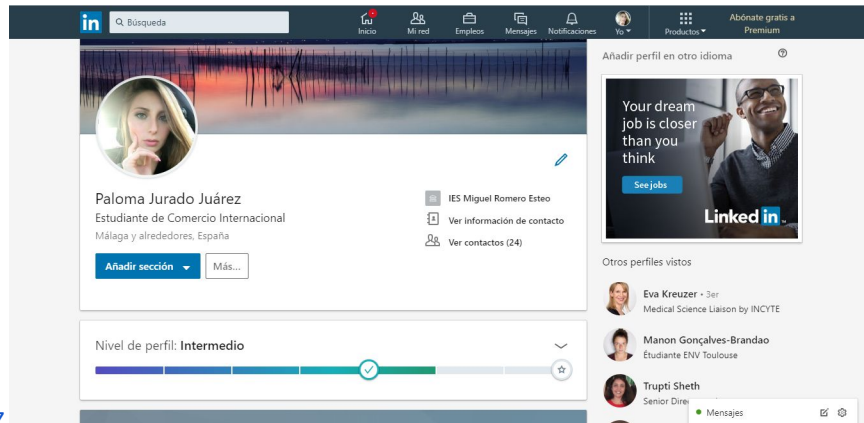 in Búsqueda
Inicio
Mi red
Empleos
Mensajes
Notificaciones
Yo
Productos
Abónate gratis a
Premium
Paloma Jurado Juárez
Estudiante de Comercio Internacional
Málaga y alrededores, España
Añadir sección
Más...
IES Miguel Romero Esteo
Ver información de contacto
Ver contactos (24)
Nivel de perfil: Intermedio
Añadir perfil en otro idioma
Your dream
job is closer
than you
think
See jobs
Linked in
Otros perfiles vistos
Eva Kreuzer • 3er
Medical Science Liaison by INCYTE
Manon Gonçalves-Brandao
Étudiante ENV Toulouse
Trupti Sheth
Senior
Mensajes